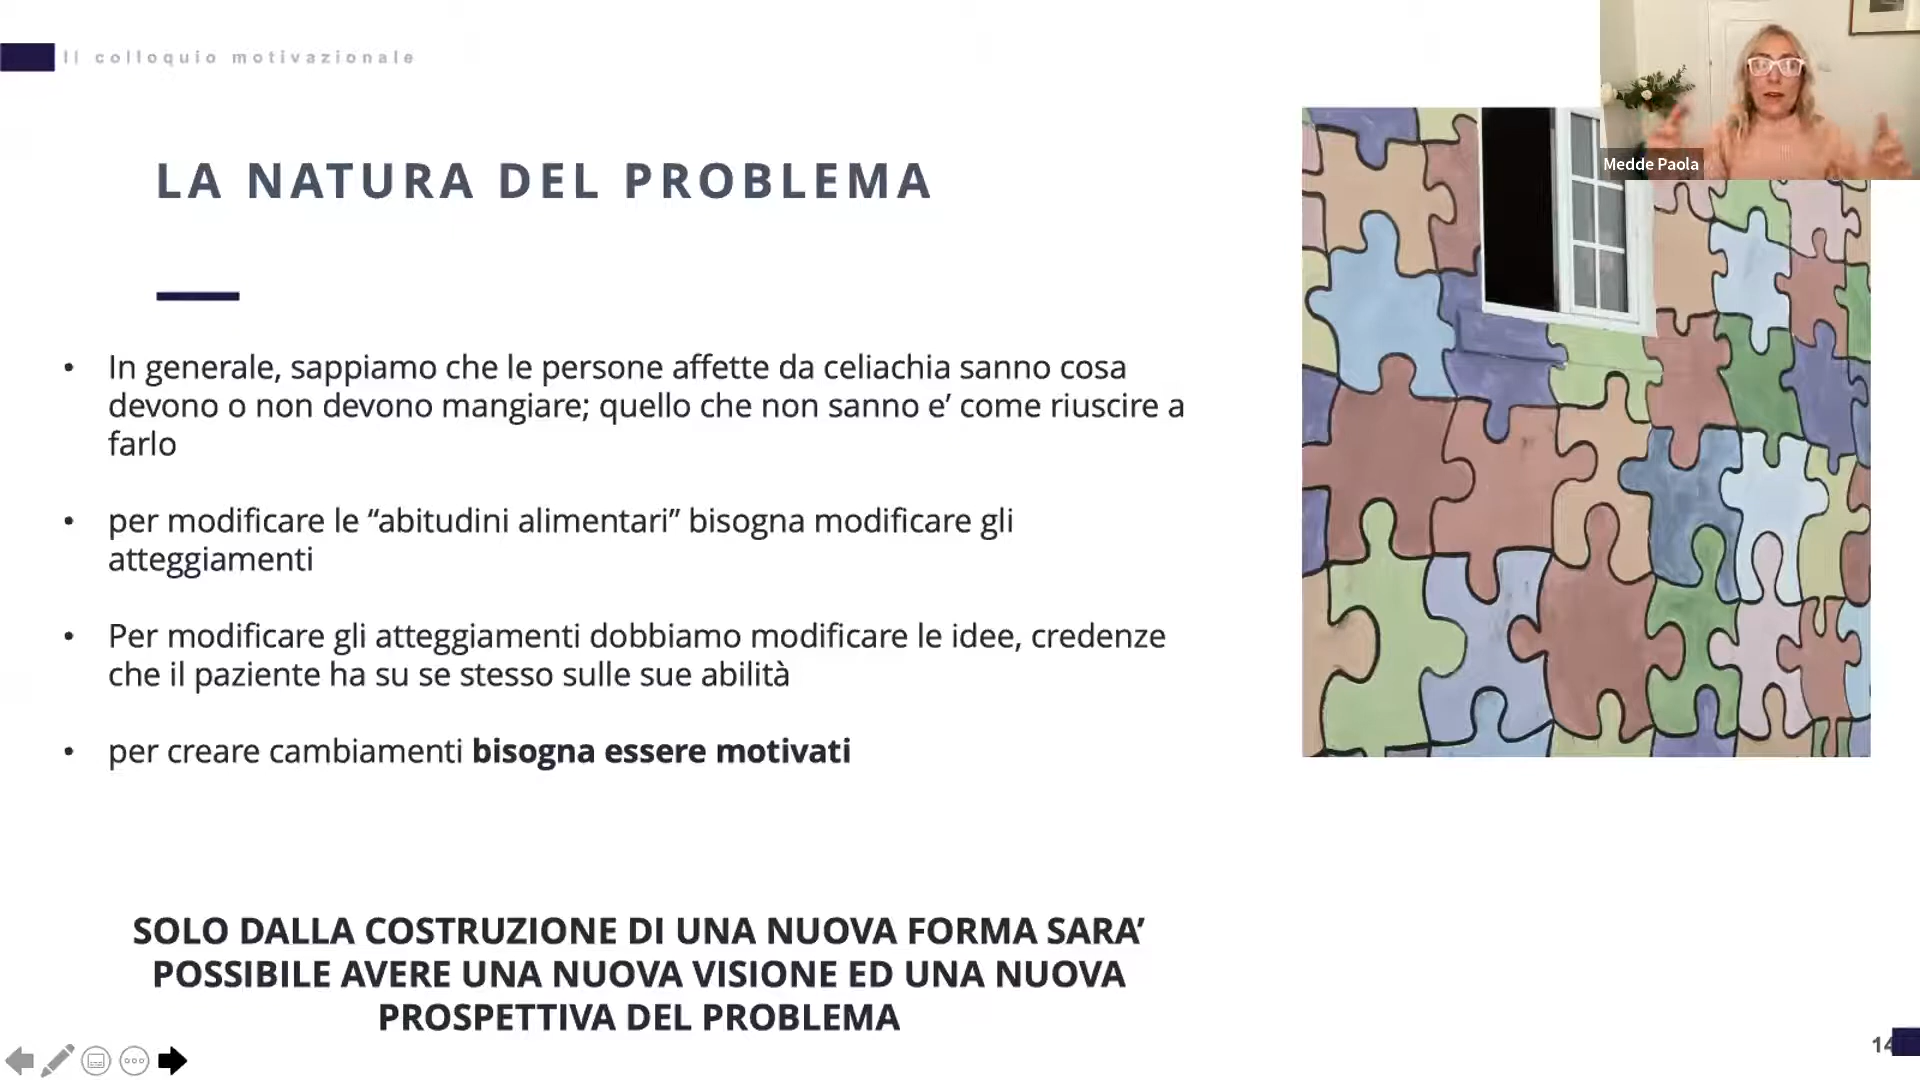 Il colloquio motivazionale
Medde Paola
LA NATURA DEL PROBLEMA
• In generale, sappiamo che le persone affette da celiachia sanno cosa
devono o non devono mangiare; quello che non sanno e’ come riuscire a
farlo
• per modificare le “abitudini alimentari” bisogna modificare gli
atteggiamenti
• Per modificare gli atteggiamenti dobbiamo modificare le idee, credenze
che il paziente ha su se stesso sulle sue abilità
• per creare cambiamenti bisogna essere motivati
SOLO DALLA COSTRUZIONE DI UNA NUOVA FORMA SARA’
POSSIBILE AVERE UNA NUOVA VISIONE ED UNA NUOVA
PROSPETTIVA DEL PROBLEMA
14